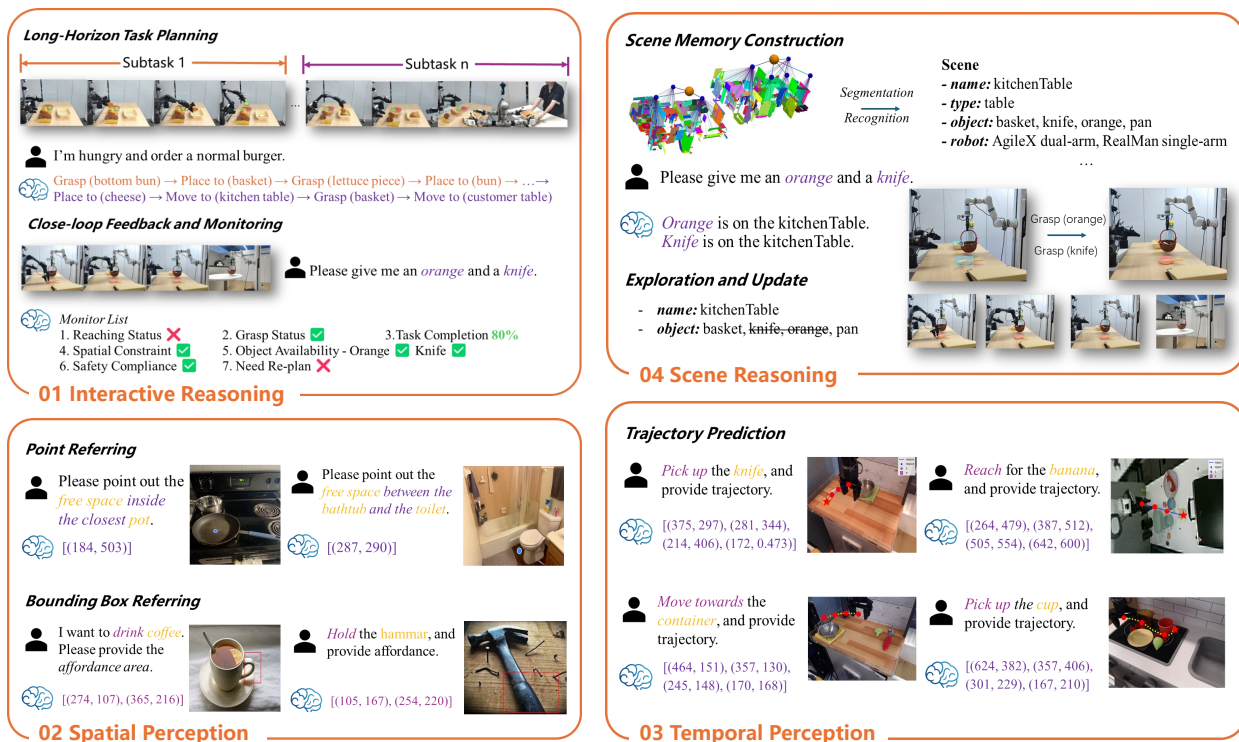 Long-Horizon Task Planning
Subtask 1
Subtask n
...
I'm hungry and order a normal burger.
Grasp (bottom bun) → Place to (basket) → Grasp (lettuce piece) → Place to (bun) → …→
Place to (cheese) → Move to (kitchen table) → Grasp (basket) → Move to (customer table)
Close-loop Feedback and Monitoring
Please give me an orange and a knife.
Monitor List
1. Reaching Status ❌ 2. Grasp Status ✅ 3.Task Completion 80%
4. Spatial Constraint ✅ 5. Object Availability - Orange ✅ Knife ✅
6. Safety Compliance ✅ 7. Need Re-plan ❌
01 Interactive Reasoning
Scene Memory Construction
Segmentation
Recognition
Scene
- name: kitchenTable
- type: table
- object: basket, knife, orange, pan
- robot: AgileX dual-arm, RealMan single-arm
…
Please give me an orange and a knife.
Orange is on the kitchenTable.
Knife is on the kitchenTable.
Grasp (orange)
Grasp (knife)
Exploration and Update
- name: kitchenTable
- object: basket, knife, orange, pan
04 Scene Reasoning
Point Referring
Please point out the
free space inside
the closest pot.
[(184, 503)]
Please point out the
free space between the
bathtub and the toilet.
[(287, 290)]
Bounding Box Referring
I want to drink coffee.
Please provide the
affordance area.
[(274, 107), (365, 216)]
Hold the hammar, and
provide affordance.
[(105, 167), (254, 220)]
02 Spatial Perception
Trajectory Prediction
Pick up the knife, and
provide trajectory.
[(375, 297), (281, 344),
(214, 406), (172, 0.473)]
Reach for the banana,
and provide trajectory.
[(264, 479), (387, 512),
(505, 554), (642, 600)]
Move towards the
container, and provide
trajectory.
[(464, 151), (357, 130),
(245, 148), (170, 168)]
Pick up the cup, and
provide trajectory.
[(624, 382), (357, 406),
(301, 229), (167, 210)]
03 Temporal Perception